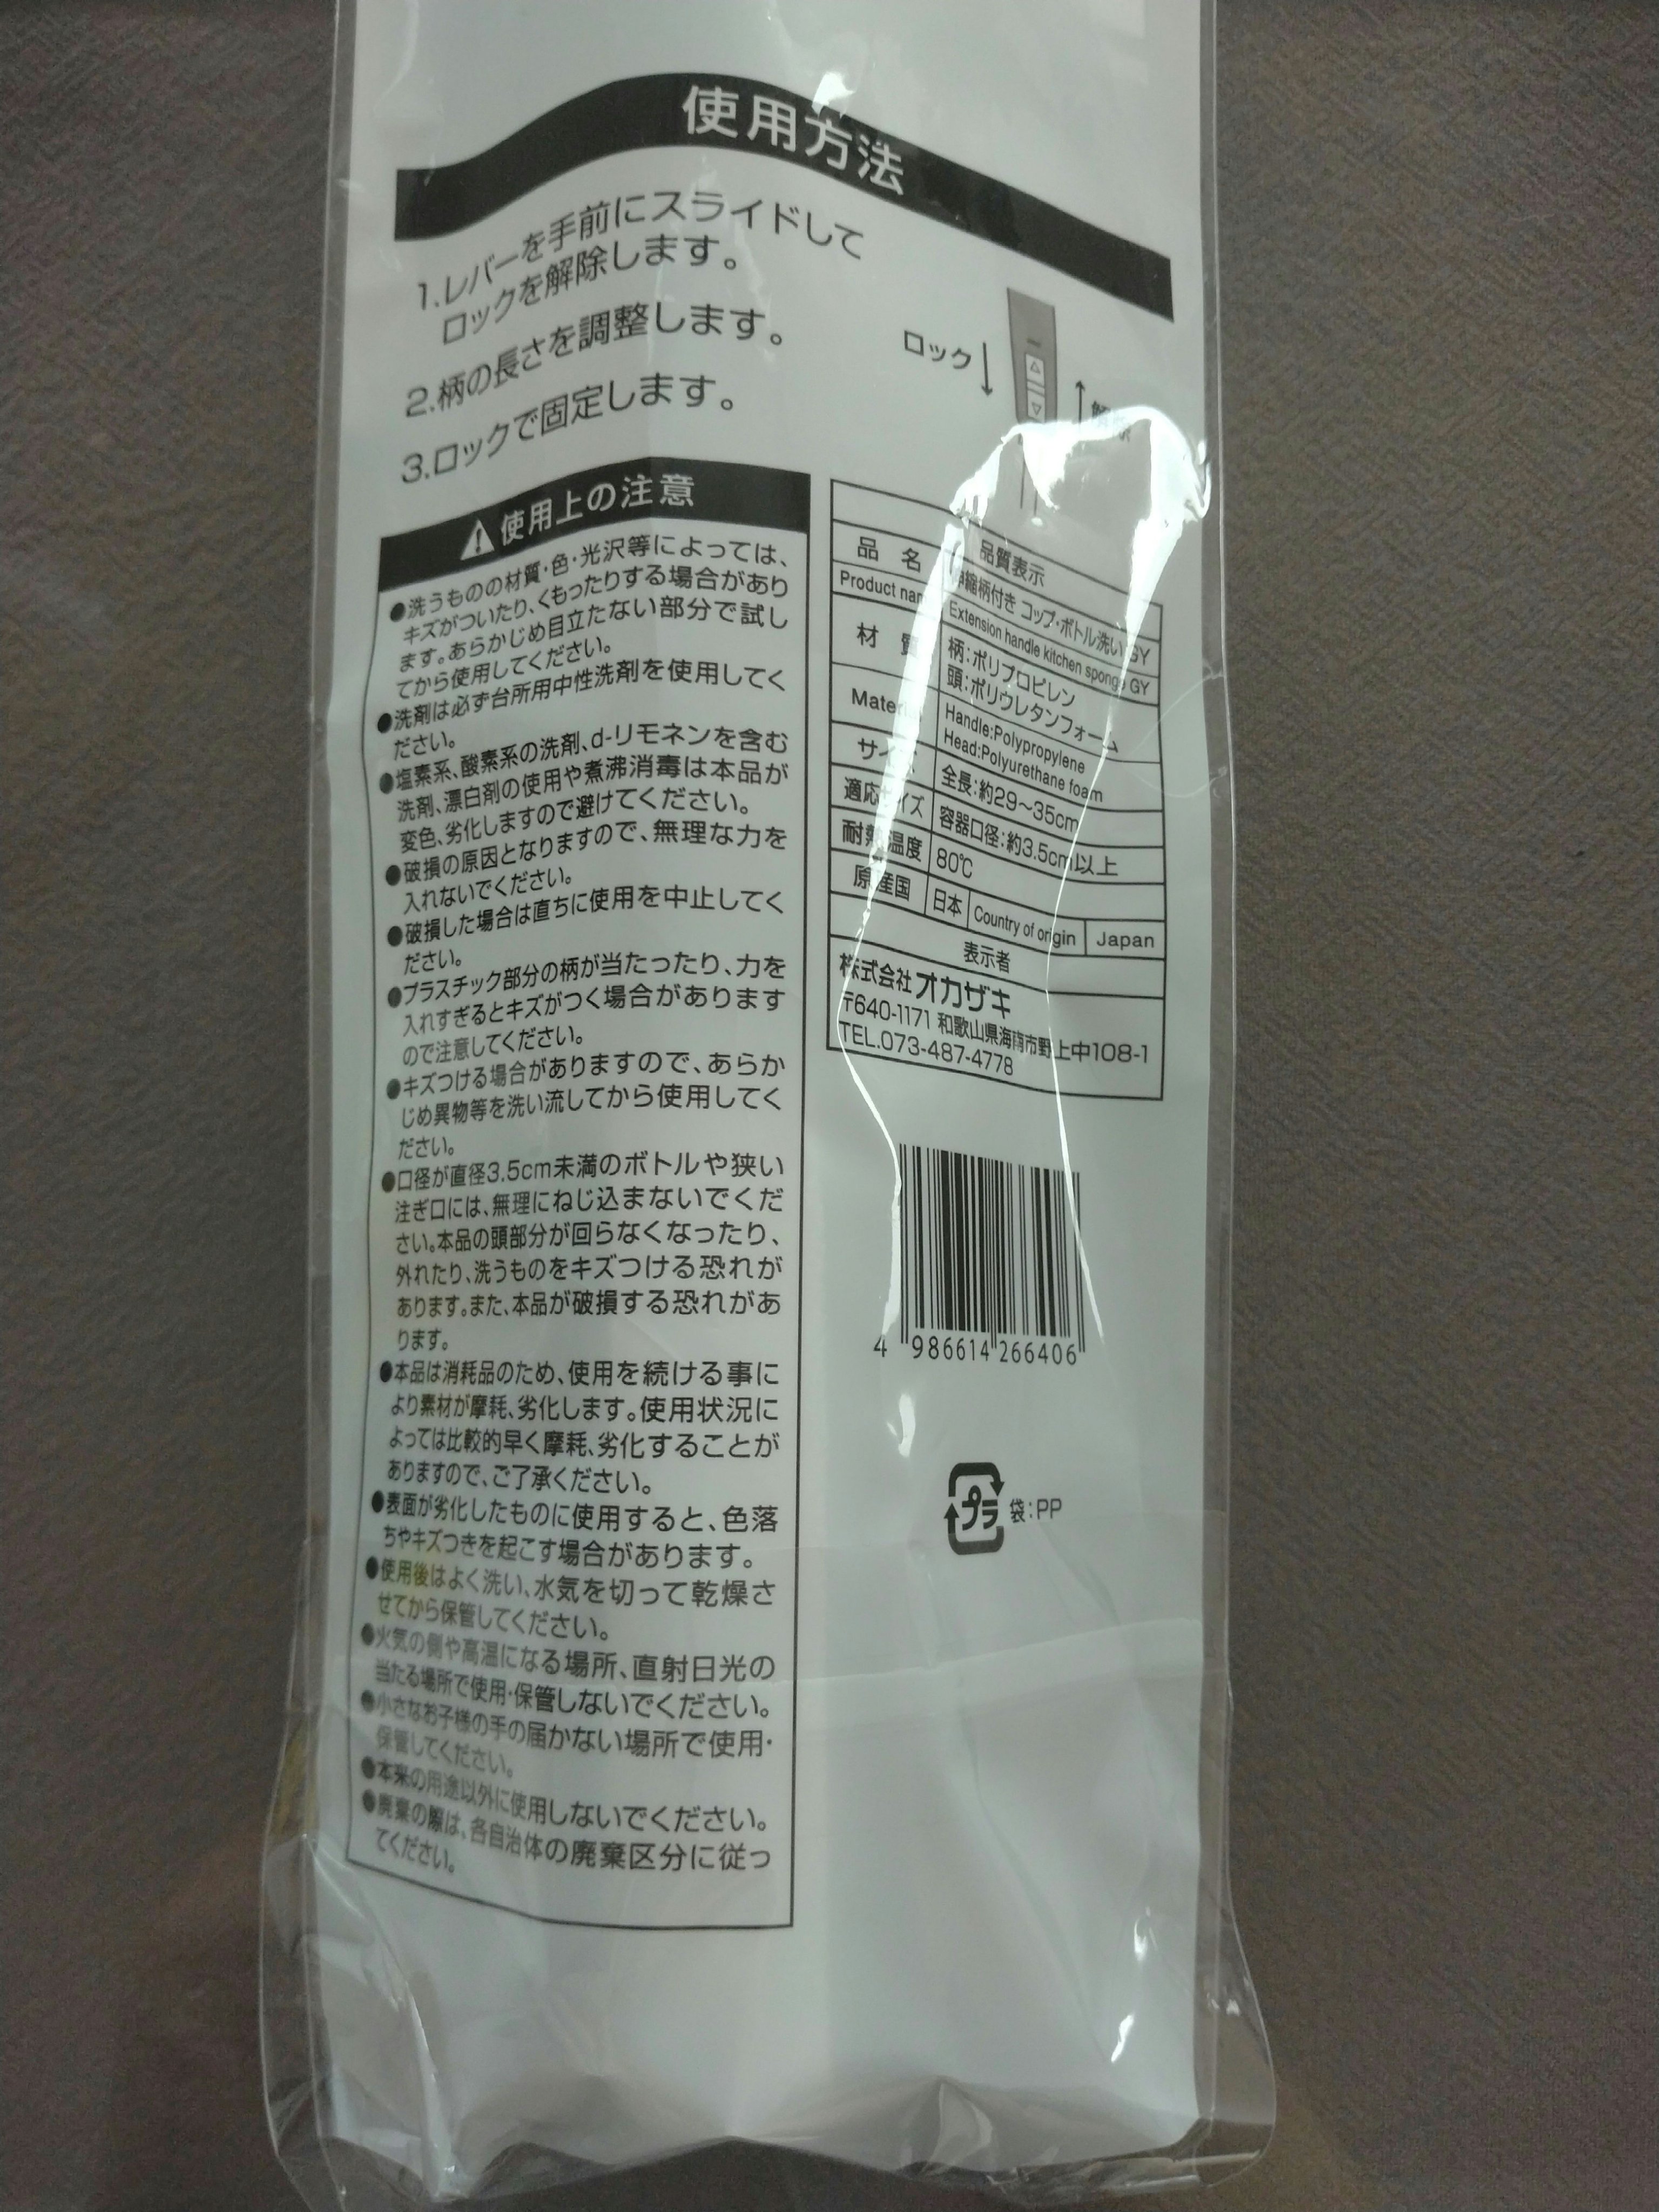 使用方法
1.レバーを手前にスライドして
ロックを解除します。
2.柄の長さを調整します。
3.ロックで固定します。
ロック
解除
使用上の注意
●洗うものの材質・色・光沢等によっては、
キズがついたり、くもったりする場合があり
ます。あらかじめ目立たない部分で試し
てから使用してください。
●洗剤は必ず台所用中性洗剤を使用してく
ださい。
●塩素系、酸素系の洗剤、d-リモネンを含む
洗剤、漂白剤の使用や煮沸消毒は本品が
変色、劣化しますので避けてください。
●破損の原因となりますので、無理な力を
入れないでください。
●破損した場合は直ちに使用を中止してく
ださい。
●プラスチック部分の柄が当たったり、力を
入れすぎるとキズがつく場合があります
ので注意してください。
●キズつける場合がありますので、あらか
じめ異物等を洗い流してから使用してく
ださい。
●口径が直径3.5cm未満のボトルや狭い
注ぎ口には、無理にねじ込まないでくだ
さい。本品の頭部分が回らなくなったり、
外れたり、洗うものをキズつける恐れが
あります。また、本品が破損する恐れがあ
ります。
●本品は消耗品のため、使用を続ける事に
より素材が摩耗、劣化します。使用状況に
よっては比較的早く摩耗、劣化することが
ありますので、ご了承ください。
●表面が劣化したものに使用すると、色落
ちやキズつきを起こす場合があります。
●使用後はよく洗い、水気を切って乾燥さ
せてから保管してください。
●火気の側や高温になる場所、直射日光の
当たる場所で使用・保管しないでください。
●小さなお子様の手の届かない場所で使用・
保管してください。
●本来の用途以外に使用しないでください。
●廃棄の際は、各自治体の廃棄区分に従っ
てください。
品質表示
品 名 伸縮柄付き コップ・ボトル洗い GY
Product name Extension handle kitchen sponge GY
材 質 柄:ポリプロピレン
頭:ポリウレタンフォーム
Material Handle:Polypropylene
Head:Polyurethane foam
サイズ 全長:約29〜35cm
適応サイズ 容器口径:約3.5cm以上
耐熱温度 80℃
原産国 日本 Country of origin Japan
表示者
株式会社 オカザキ
〒640-1171 和歌山県海南市野上中108-1
TEL.073-487-4778
4 986614 266406
プラ 袋:PP